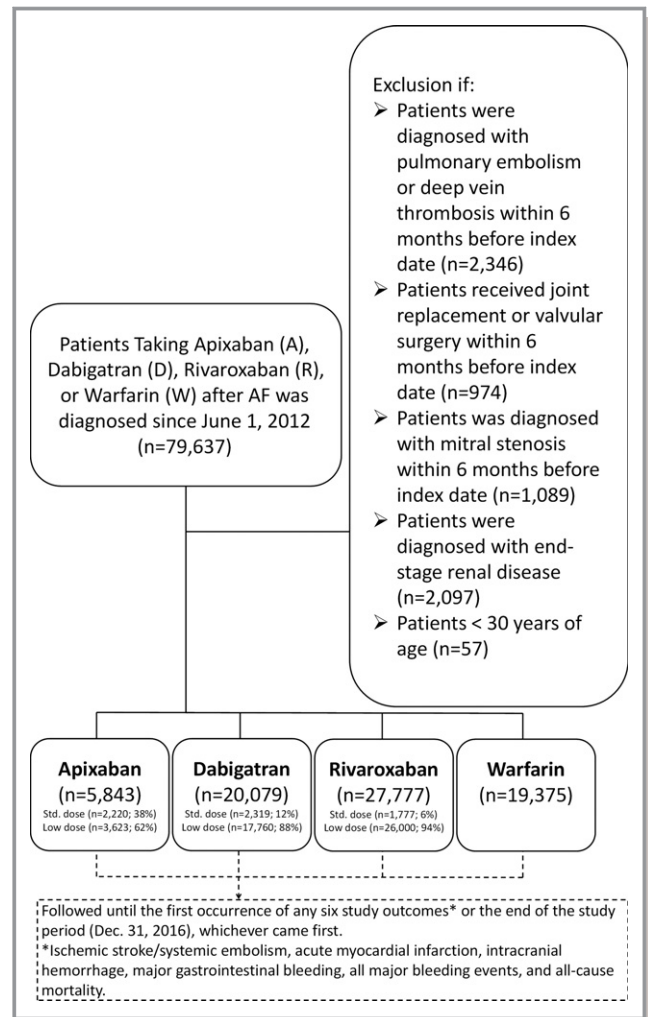 Exclusion if:
➢ Patients were
diagnosed with
pulmonary embolism
or deep vein
thrombosis within 6
months before index
date (n=2,346)
➢ Patients received joint
replacement or valvular
surgery within 6
months before index
date (n=974)
➢ Patients was diagnosed
with mitral stenosis
within 6 months before
index date (n=1,089)
➢ Patients were
diagnosed with end-
stage renal disease
(n=2,097)
➢ Patients < 30 years of
age (n=57)
Patients Taking Apixaban (A),
Dabigatran (D), Rivaroxaban (R),
or Warfarin (W) after AF was
diagnosed since June 1, 2012
(n=79,637)
Apixaban
(n=5,843)
Std. dose (n=2,220; 38%)
Low dose (n=3,623; 62%)
Dabigatran
(n=20,079)
Std. dose (n=2,319; 12%)
Low dose (n=17,760; 88%)
Rivaroxaban
(n=27,777)
Std. dose (n=1,777; 6%)
Low dose (n=26,000; 94%)
Warfarin
(n=19,375)
Followed until the first occurrence of any six study outcomes* or the end of the study
period (Dec. 31, 2016), whichever came first.
*Ischemic stroke/systemic embolism, acute myocardial infarction, intracranial
hemorrhage, major gastrointestinal bleeding, all major bleeding events, and all-cause
mortality.